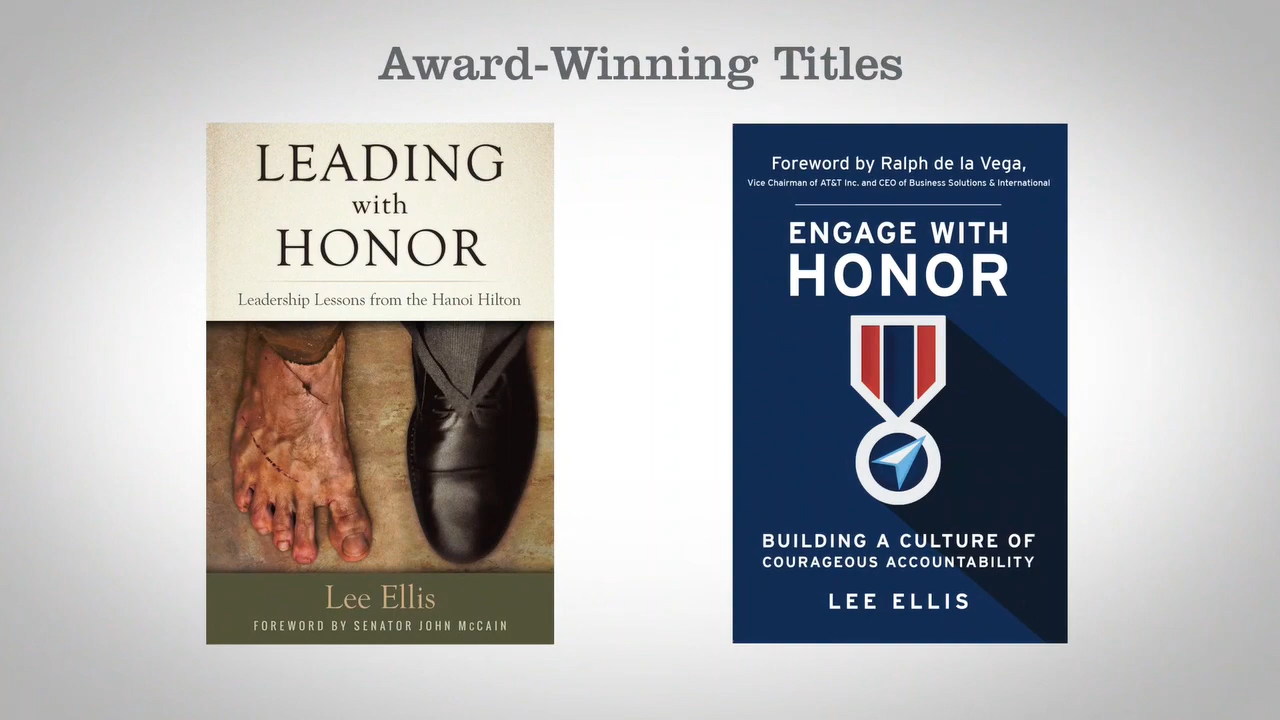 Award-Winning Titles
LEADING
with
HONOR
Leadership Lessons from the Hanoi Hilton
Lee Ellis
FOREWORD BY SENATOR JOHN McCAIN
Foreword by Ralph de la Vega,
Vice Chairman of AT&T Inc. and CEO of Business Solutions & International
ENGAGE WITH
HONOR
BUILDING A CULTURE OF
COURAGEOUS ACCOUNTABILITY
LEE ELLIS